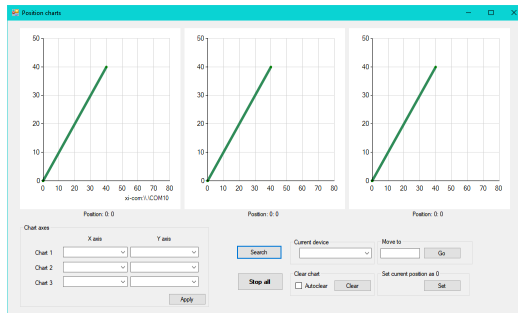 Position charts
50 50 50
40 40 40
30 30 30
20 20 20
10 10 10
0 0 0
0 10 20 30 40 50 60 70 80 0 10 20 30 40 50 60 70 80 0 10 20 30 40 50 60 70 80
xi-com:\\.\COM10
Position: 0: 0 Position: 0: 0 Position: 0: 0
Chart axes
X axis Y axis
Chart 1
Chart 2
Chart 3
Apply
Search
Stop all
Current device
Move to
Go
Clear chart
Autoclear Clear
Set current position as 0
Set